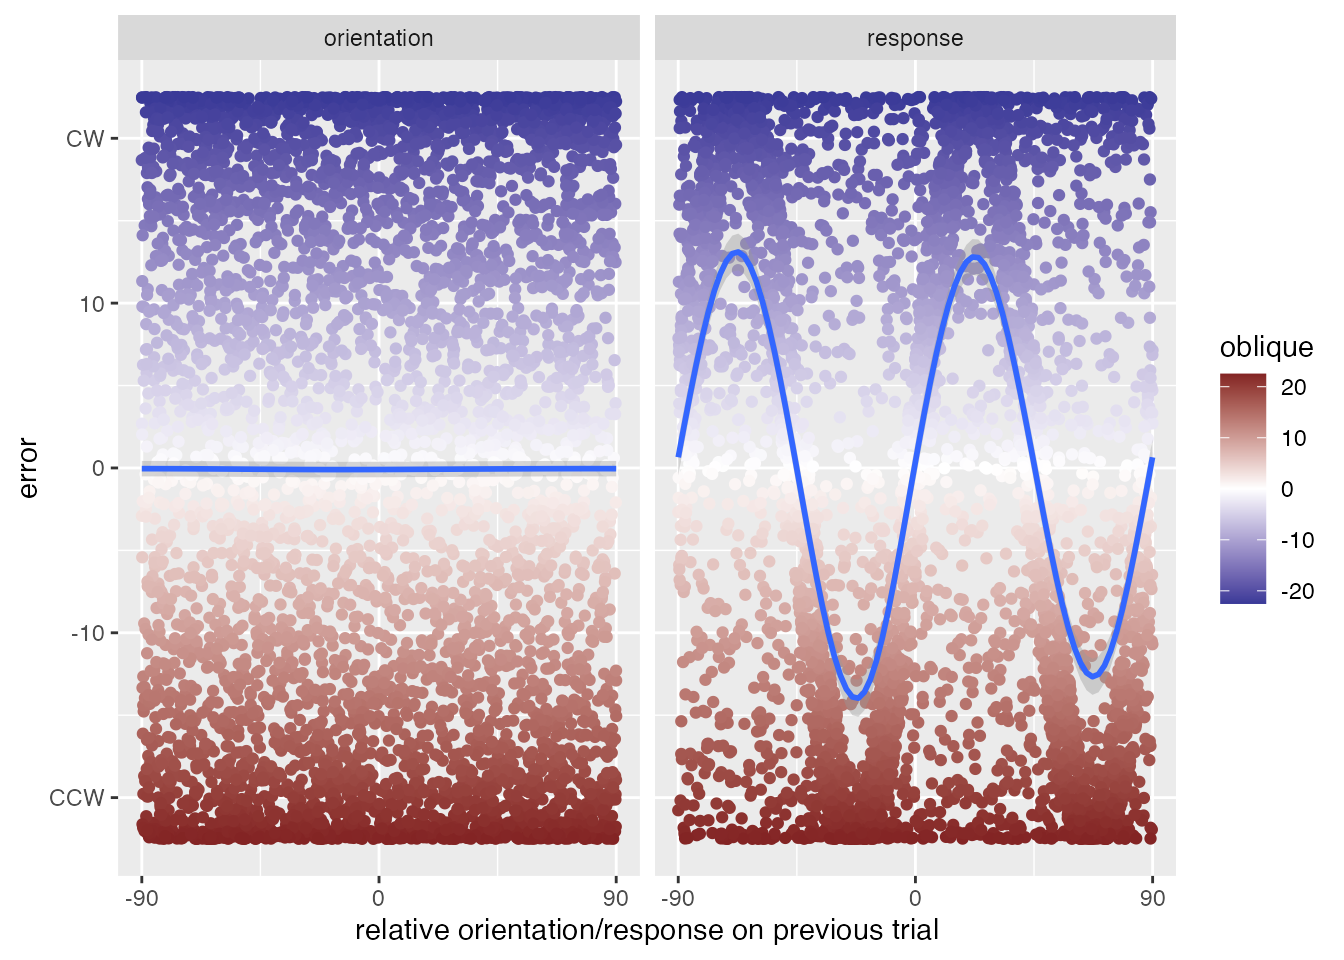 orientation
response
CW
10
0
-10
CCW
error
-90
0
90
-90
0
90
relative orientation/response on previous trial
oblique
20
10
0
-10
-20